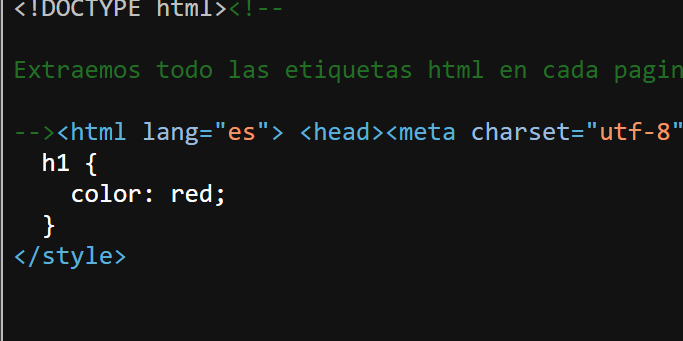 <!DOCTYPE html><!--
Extraemos todo las etiquetas html en cada pagin
--><html lang="es"> <head><meta charset="utf-8"
h1 {
color: red;
}
</style>